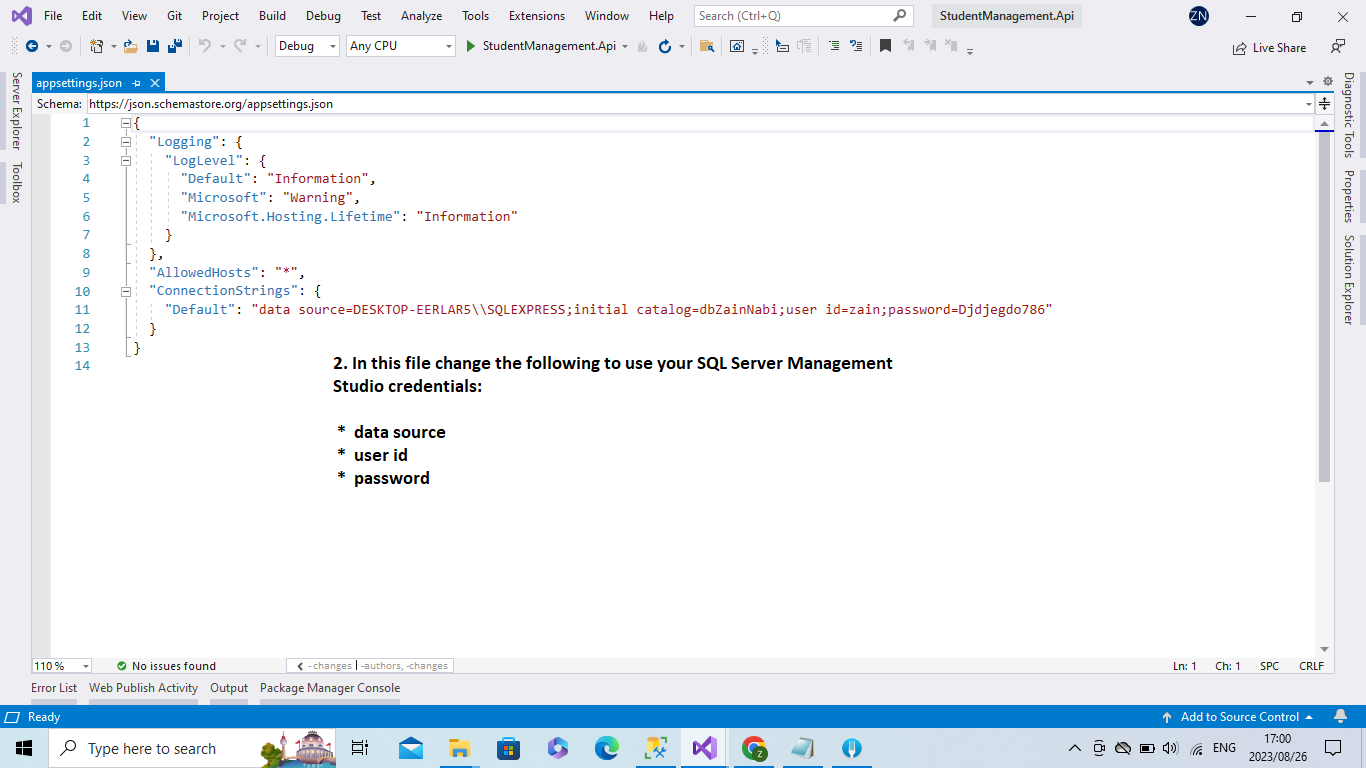 File Edit View Git Project Build Debug Test Analyze Tools Extensions Window Help Search (Ctrl+Q) StudentManagement.Api ZN
Debug Any CPU StudentManagement.Api Live Share
appsettings.json
Schema: https://json.schemastore.org/appsettings.json
Server Explorer
Toolbox
1 {
2 "Logging": {
3 "LogLevel": {
4 "Default": "Information",
5 "Microsoft": "Warning",
6 "Microsoft.Hosting.Lifetime": "Information"
7 }
8 },
9 "AllowedHosts": "*",
10 "ConnectionStrings": {
11 "Default": "data source=DESKTOP-EERLAR5\\SQLEXPRESS;initial catalog=dbZainNabi;user id=zain;password=Djdjegdo786"
12 }
13 }
14
2. In this file change the following to use your SQL Server Management
Studio credentials:
* data source
* user id
* password
Diagnostic Tools
Properties
Solution Explorer
110 % No issues found - changes | -authors, -changes Ln: 1 Ch: 1 SPC CRLF
Error List Web Publish Activity Output Package Manager Console
Ready Add to Source Control
Type here to search ENG 17:00
2023/08/26